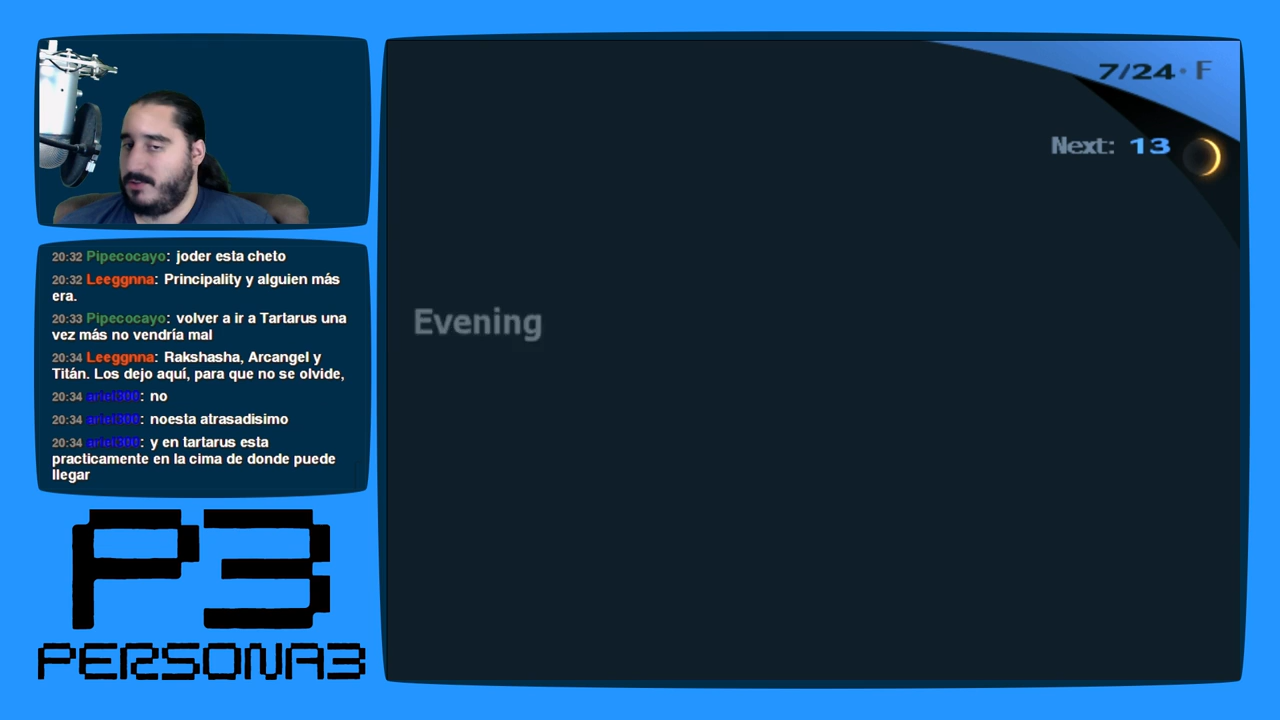 7/24 F
Next: 13
Evening
20:32 Pipecocayo: joder esta cheto
20:32 Leeggnna: Principality y alguien más
era.
20:33 Pipecocayo: volver a ir a Tartarus una
vez más no vendría mal
20:34 Leeggnna: Rakshasha, Arcangel y
Titán. Los dejo aquí, para que no se olvide,
20:34 : no
20:34 : noesta atrasadisimo
20:34 : y en tartarus esta
practicamente en la cima de donde puede
llegar
P3
PERSONA3